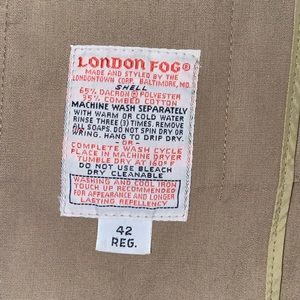 LONDON FOG®
MADE AND STYLED BY THE
LONDONTOWN CORP. BALTIMORE, MD.
SHELL
65% DACRON® POLYESTER
35% COMBED COTTON
MACHINE WASH SEPARATELY
WITH WARM OR COLD WATER
RINSE THREE (3) TIMES. REMOVE
ALL SOAPS. DO NOT SPIN DRY OR
WRING. HANG TO DRIP DRY.
-OR-
COMPLETE WASH CYCLE
PLACE IN MACHINE DRYER
TUMBLE DRY AT 160°F
DO NOT USE BLEACH
DRY CLEANABLE
WASHING AND COOL IRON
TOUCH UP RECOMMENDED
FOR APPEARANCE AND LONGER
LASTING REPELLENCY
42
REG.